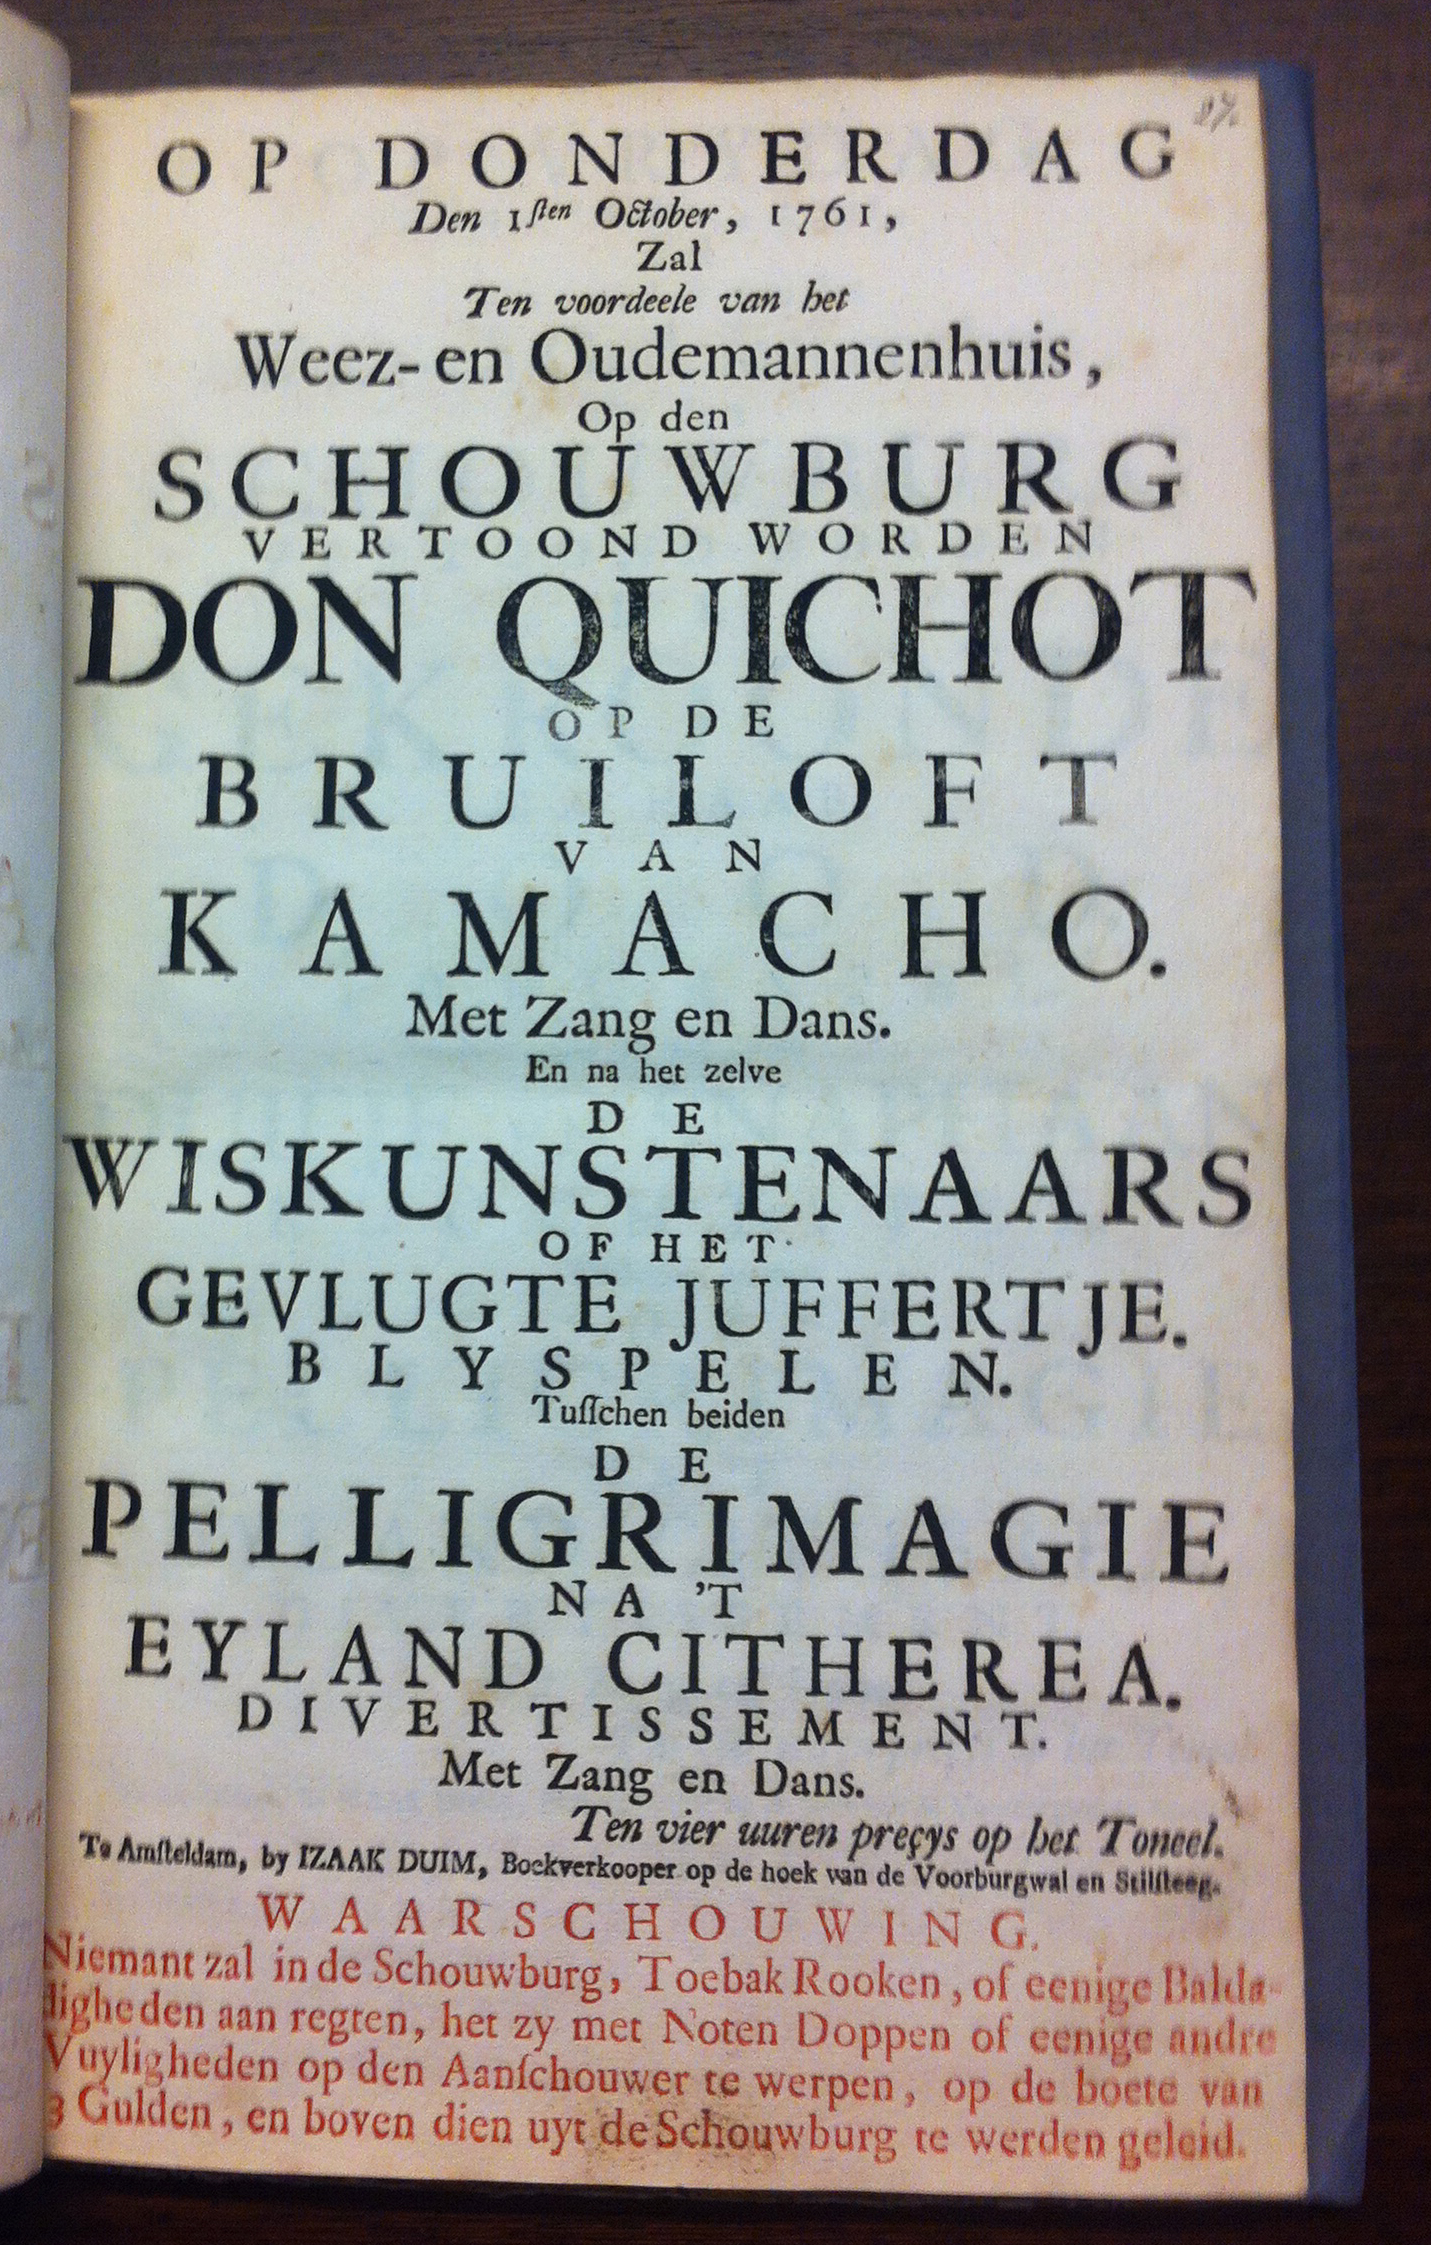 OP DONDERDAG
Den 1ſten October, 1761,
Zal
Ten voordeele van het
Weez- en Oudemannenhuis,
Op den
SCHOUWBURG
VERTOOND WORDEN
DON QUICHOT
OP DE
BRUILOFT
VAN
KAMACHO.
Met Zang en Dans.
En na het zelve
DE
WISKUNSTENAARS
OF HET
GEVLUGTE JUFFERTJE.
BLYSPELEN.
Tuſſchen beiden
DE
PELLIGRIMAGIE
NA 'T
EYLAND CITHEREA.
DIVERTISSEMENT.
Met Zang en Dans.
Ten vier uuren preçys op het Toneel.
Te Amſteldam, by IZAAK DUIM, Boekverkooper op de hoek van de Voorburgwal en Stilſteeg.
WAARSCHOUWING.
Niemant zal in de Schouwburg, Toebak Rooken, of eenige Balda-
digheden aan regten, het zy met Noten Doppen of eenige andre
Vuyligheden op den Aanſchouwer te werpen, op de boete van
3 Gulden, en boven dien uyt de Schouwburg te werden geleid.